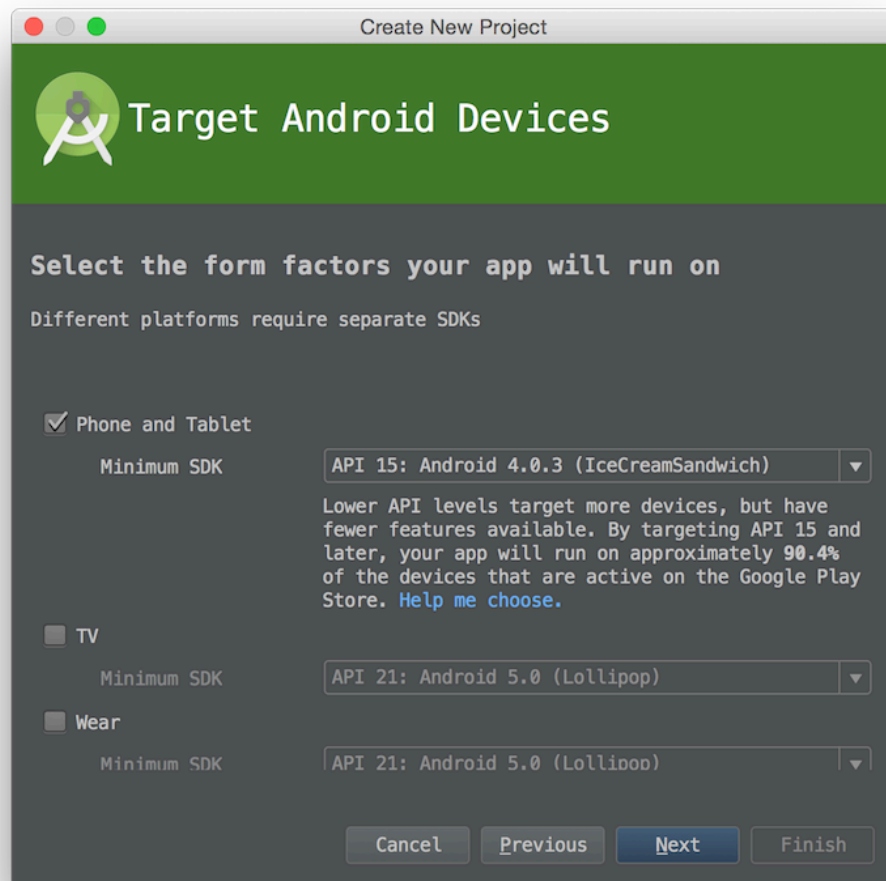 Create New Project
Target Android Devices
Select the form factors your app will run on
Different platforms require separate SDKs
Phone and Tablet
Minimum SDK
API 15: Android 4.0.3 (IceCreamSandwich)
Lower API levels target more devices, but have
fewer features available. By targeting API 15 and
later, your app will run on approximately 90.4%
of the devices that are active on the Google Play
Store. Help me choose.
TV
Minimum SDK
API 21: Android 5.0 (Lollipop)
Wear
Minimum SDK
API 21: Android 5.0 (Lollipop)
Cancel
Previous
Next
Finish